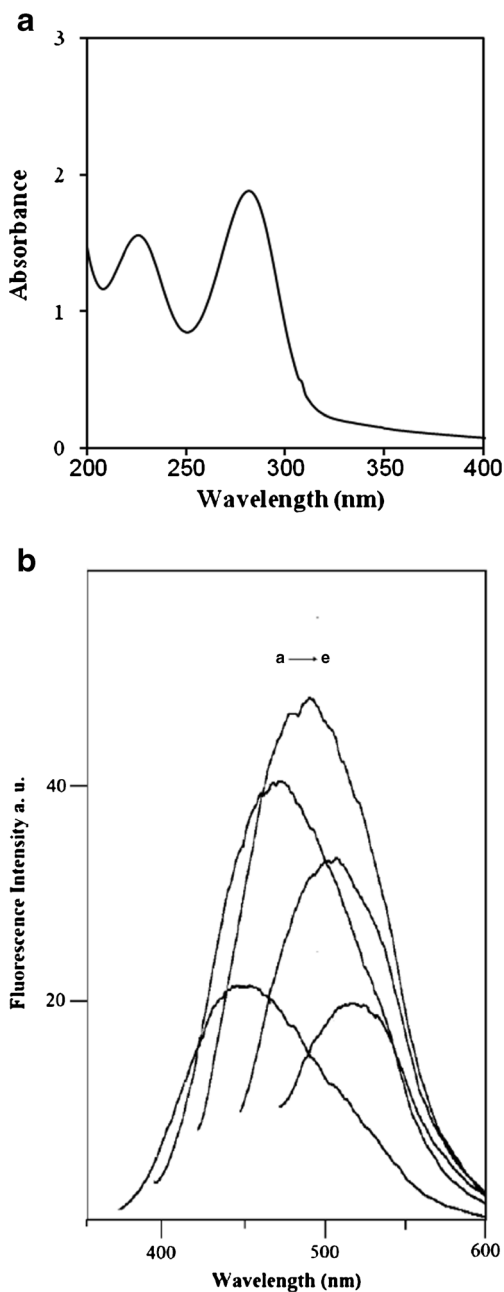 a
3
2
1
0
Absorbance
200 250 300 350 400
Wavelength (nm)
b
a → e
40
20
Fluorescence Intensity a. u.
400 500 600
Wavelength (nm)